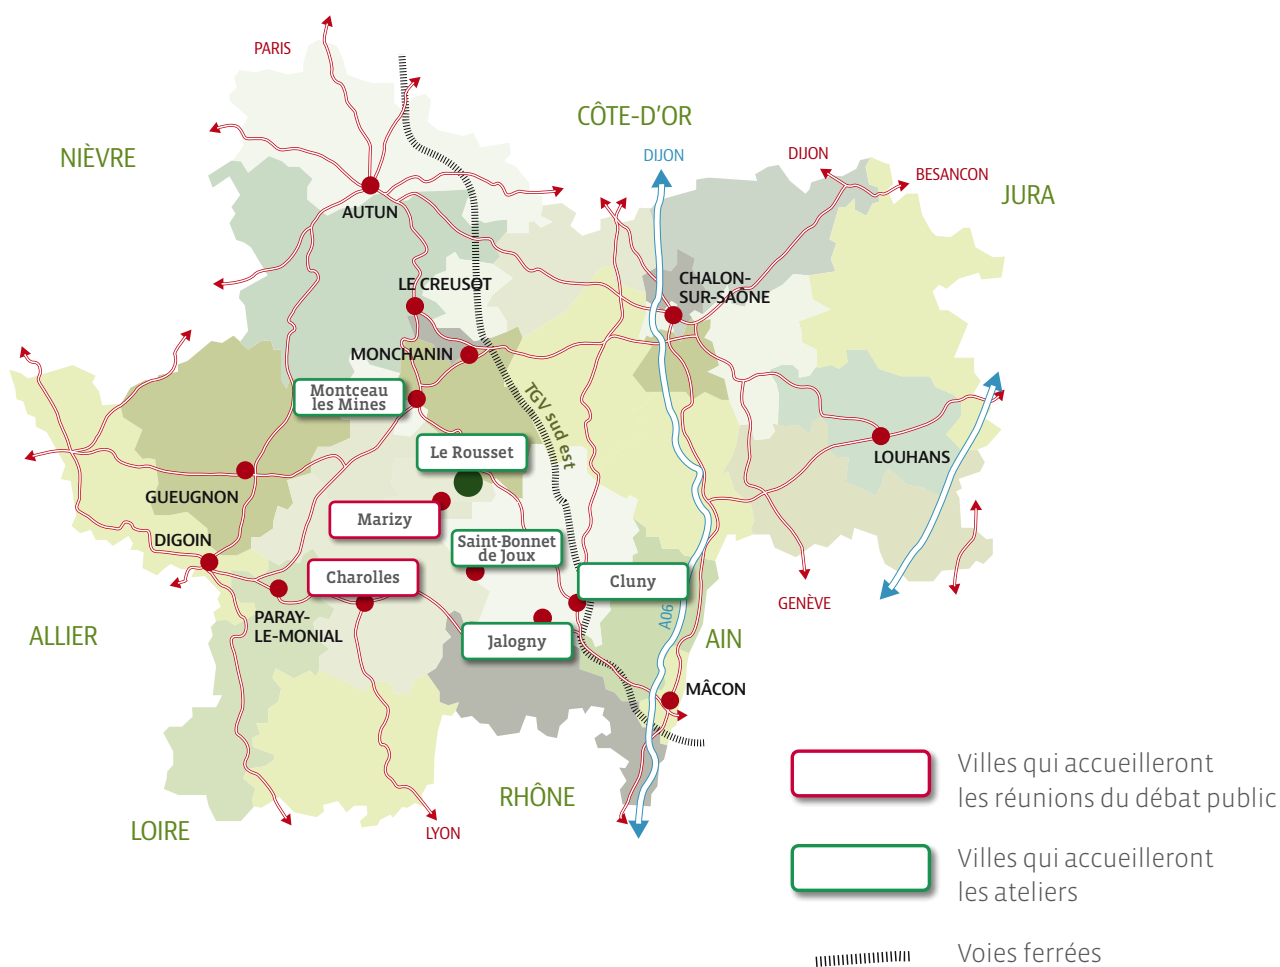 PARIS
CÔTE-D'OR
NIÈVRE
DIJON
DIJON
BESANCON
JURA
AUTUN
LE CREUSOT
CHALON-
SUR-SAÔNE
MONCHANIN
Montceau
les Mines
TGV sud est
Le Rousset
LOUHANS
GUEUGNON
Marizy
DIGOIN
Saint-Bonnet
de Joux
Charolles
Cluny
GENÈVE
A06
PARAY-
LE-MONIAL
ALLIER
Jalogny
AIN
MÂCON
RHÔNE
LOIRE
LYON
Villes qui accueilleront
les réunions du débat public
Villes qui accueilleront
les ateliers
Voies ferrées